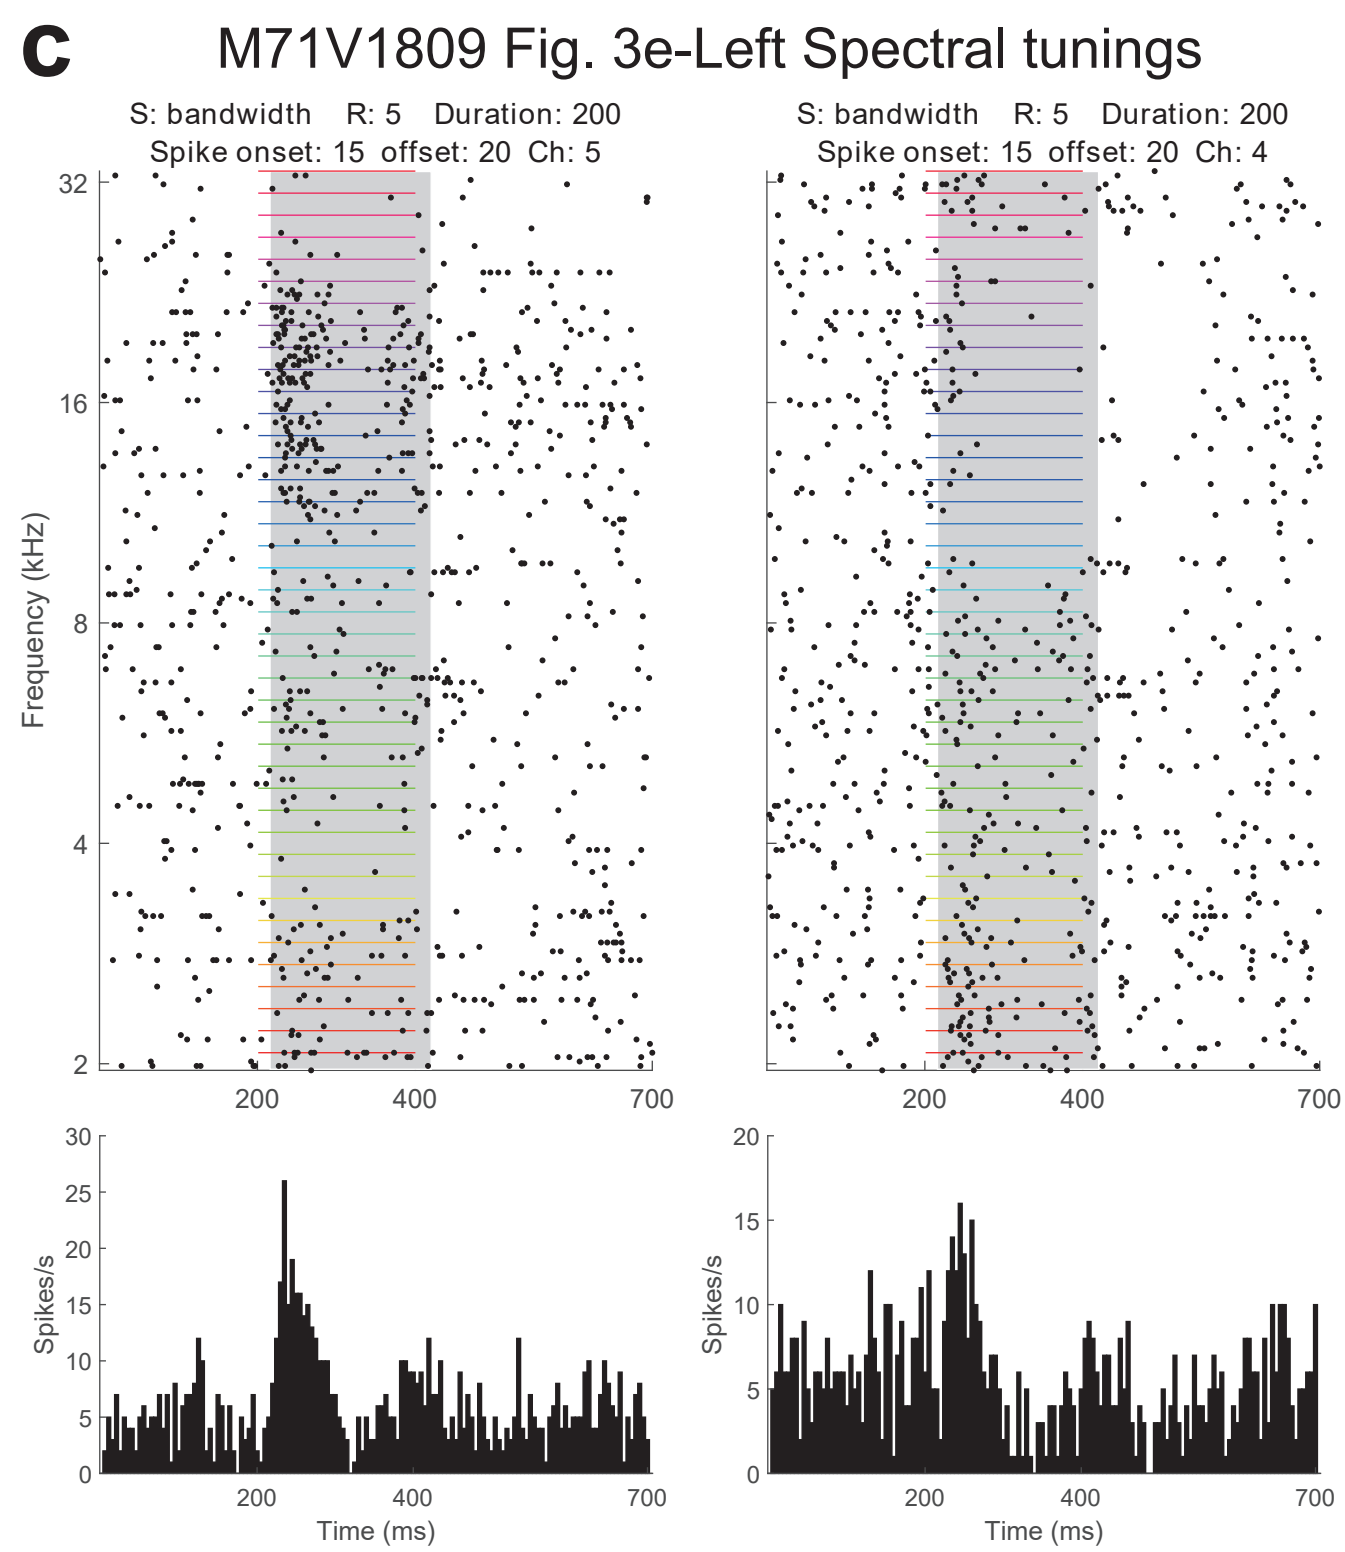 C M71V1809 Fig. 3e-Left Spectral tunings
S: bandwidth R: 5 Duration: 200
Spike onset: 15 offset: 20 Ch: 5
S: bandwidth R: 5 Duration: 200
Spike onset: 15 offset: 20 Ch: 4
Frequency (kHz)
32
16
8
4
2
200 400 700
200 400 700
Spikes/s
30
25
20
15
10
5
0
200 400 700
Time (ms)
Spikes/s
20
15
10
5
0
200 400 700
Time (ms)